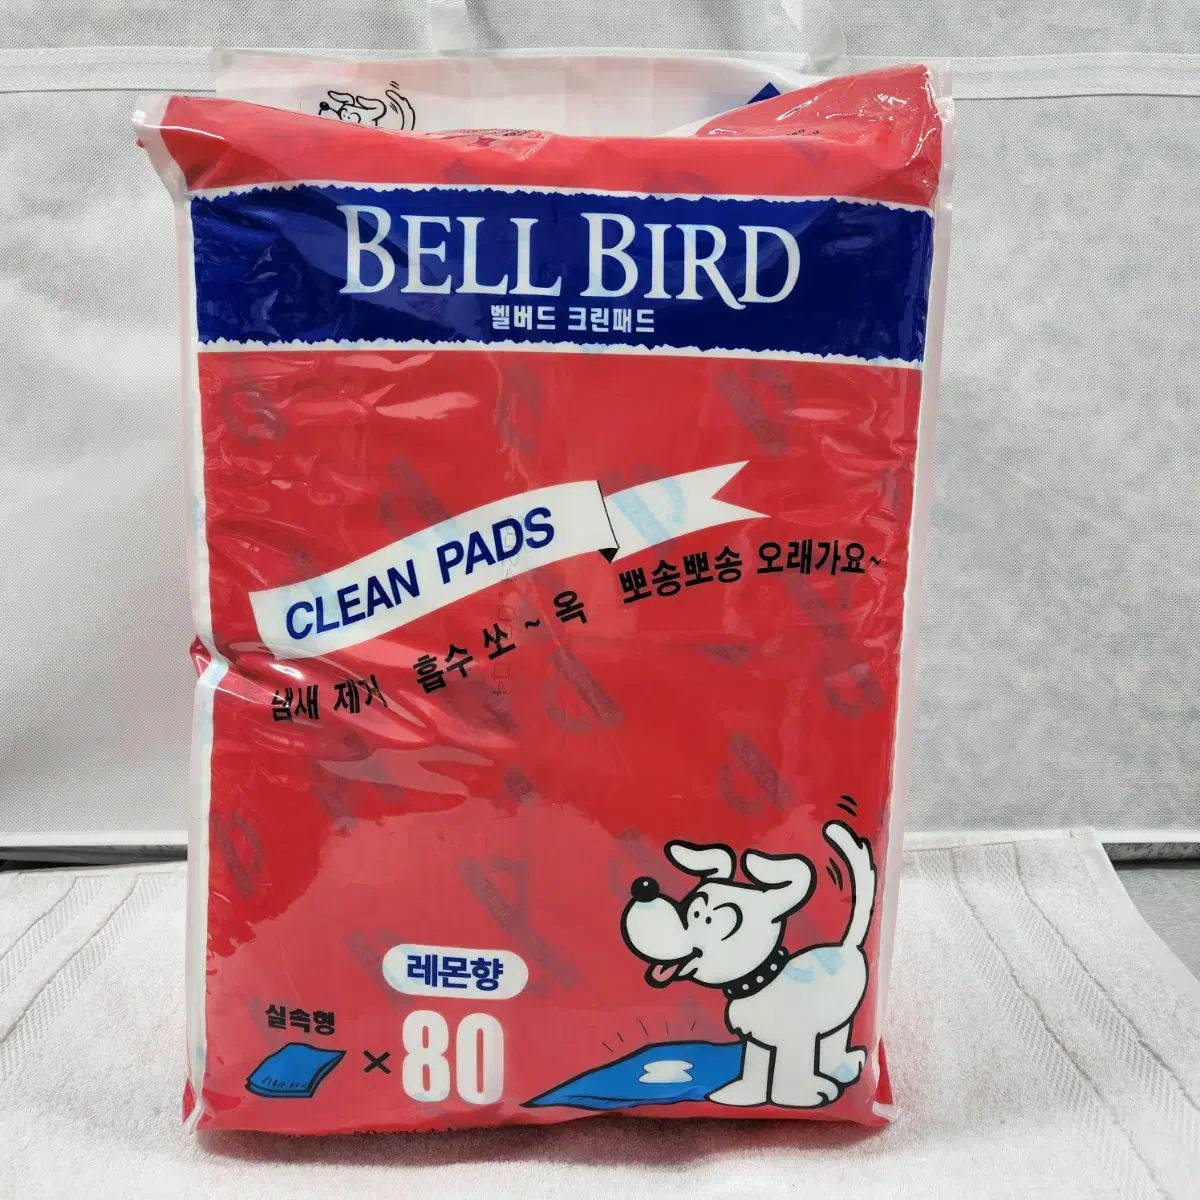 BELL BIRD
벨버드 크린패드
CLEAN PADS
냄새 제거 흡수 쏘~옥 뽀송뽀송 오래가요~
레몬향
실속형
× 80